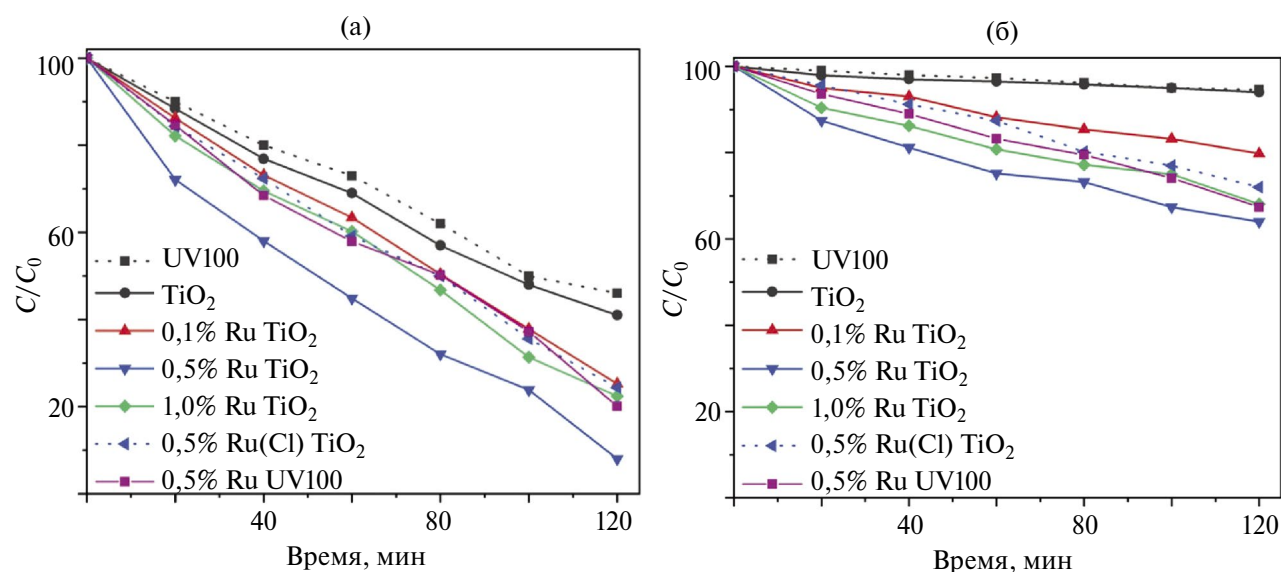 (а)
C/C₀
100
60
20
UV100
TiO₂
0,1% Ru TiO₂
0,5% Ru TiO₂
1,0% Ru TiO₂
0,5% Ru(Cl) TiO₂
0,5% Ru UV100
40
80
120
Время, мин
(б)
C/C₀
100
60
20
UV100
TiO₂
0,1% Ru TiO₂
0,5% Ru TiO₂
1,0% Ru TiO₂
0,5% Ru(Cl) TiO₂
0,5% Ru UV100
40
80
120
Время, мин